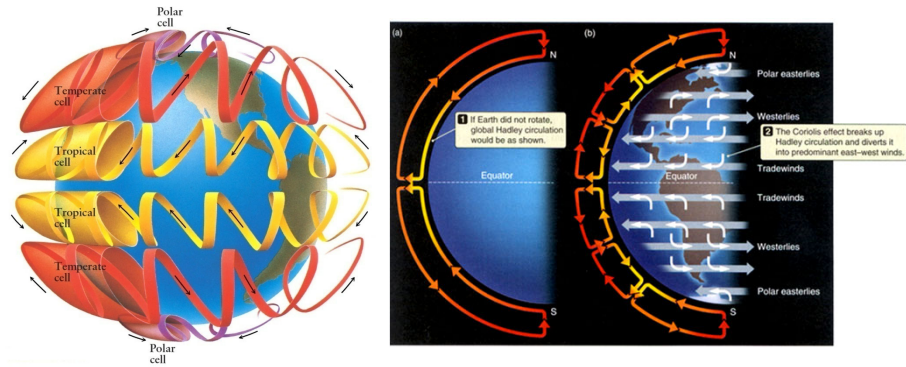 Polar
cell
Temperate
cell
Tropical
cell
Tropical
cell
Temperate
cell
Polar
cell
(a)
N
1 If Earth did not rotate,
global Hadley circulation
would be as shown.
Equator
S
(b)
N
Polar easterlies
Westerlies
2 The Coriolis effect breaks up
Hadley circulation and diverts it
into predominant east–west winds.
Tradewinds
Equator
Tradewinds
Westerlies
Polar easterlies
S